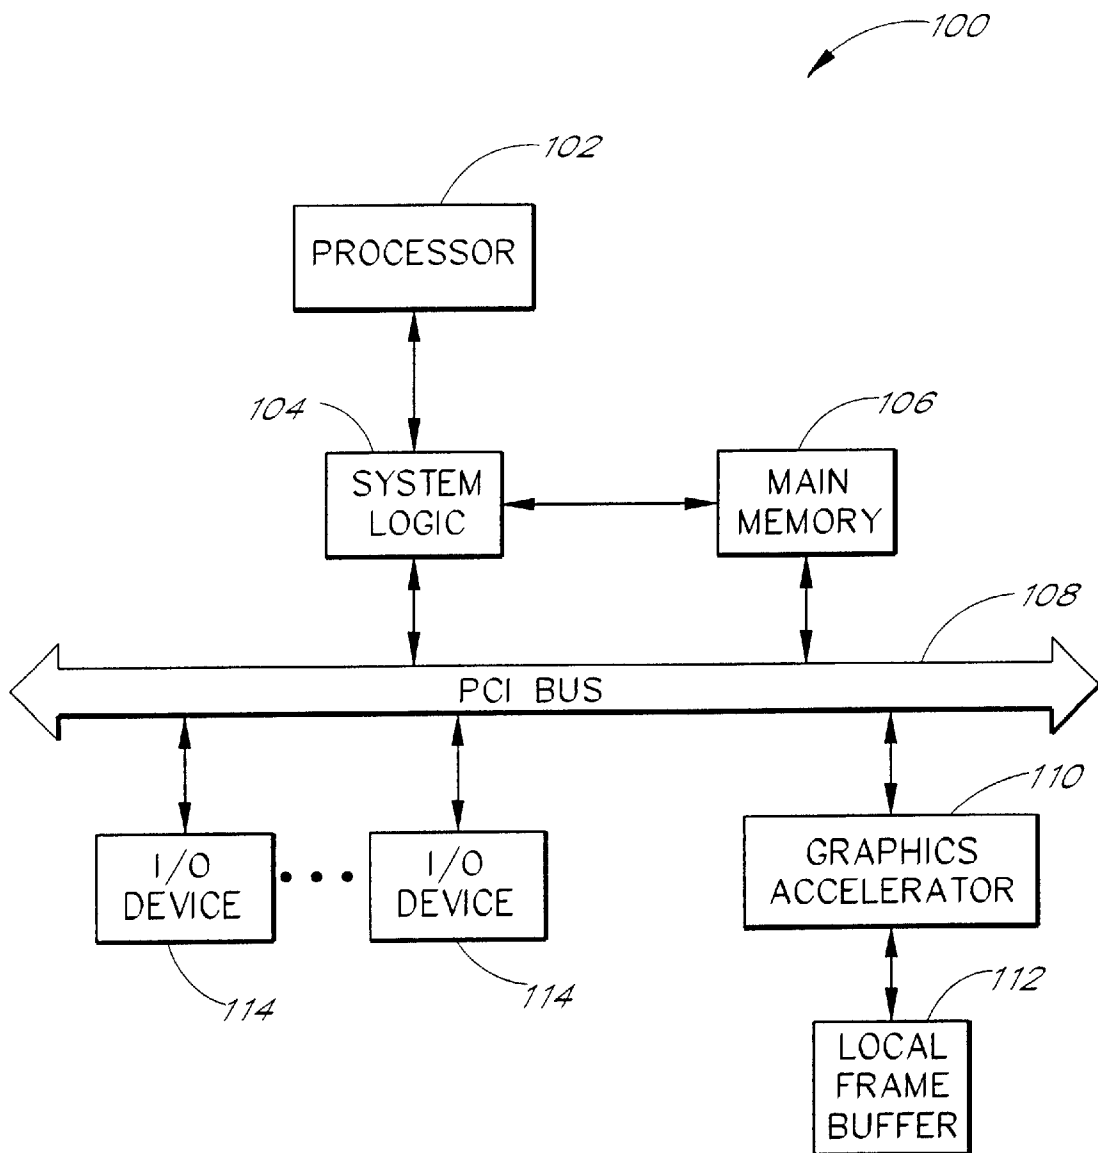 100
102
PROCESSOR
104
106
SYSTEM
LOGIC
MAIN
MEMORY
108
PCI BUS
110
I/O
DEVICE
I/O
DEVICE
GRAPHICS
ACCELERATOR
114
114
112
LOCAL
FRAME
BUFFER